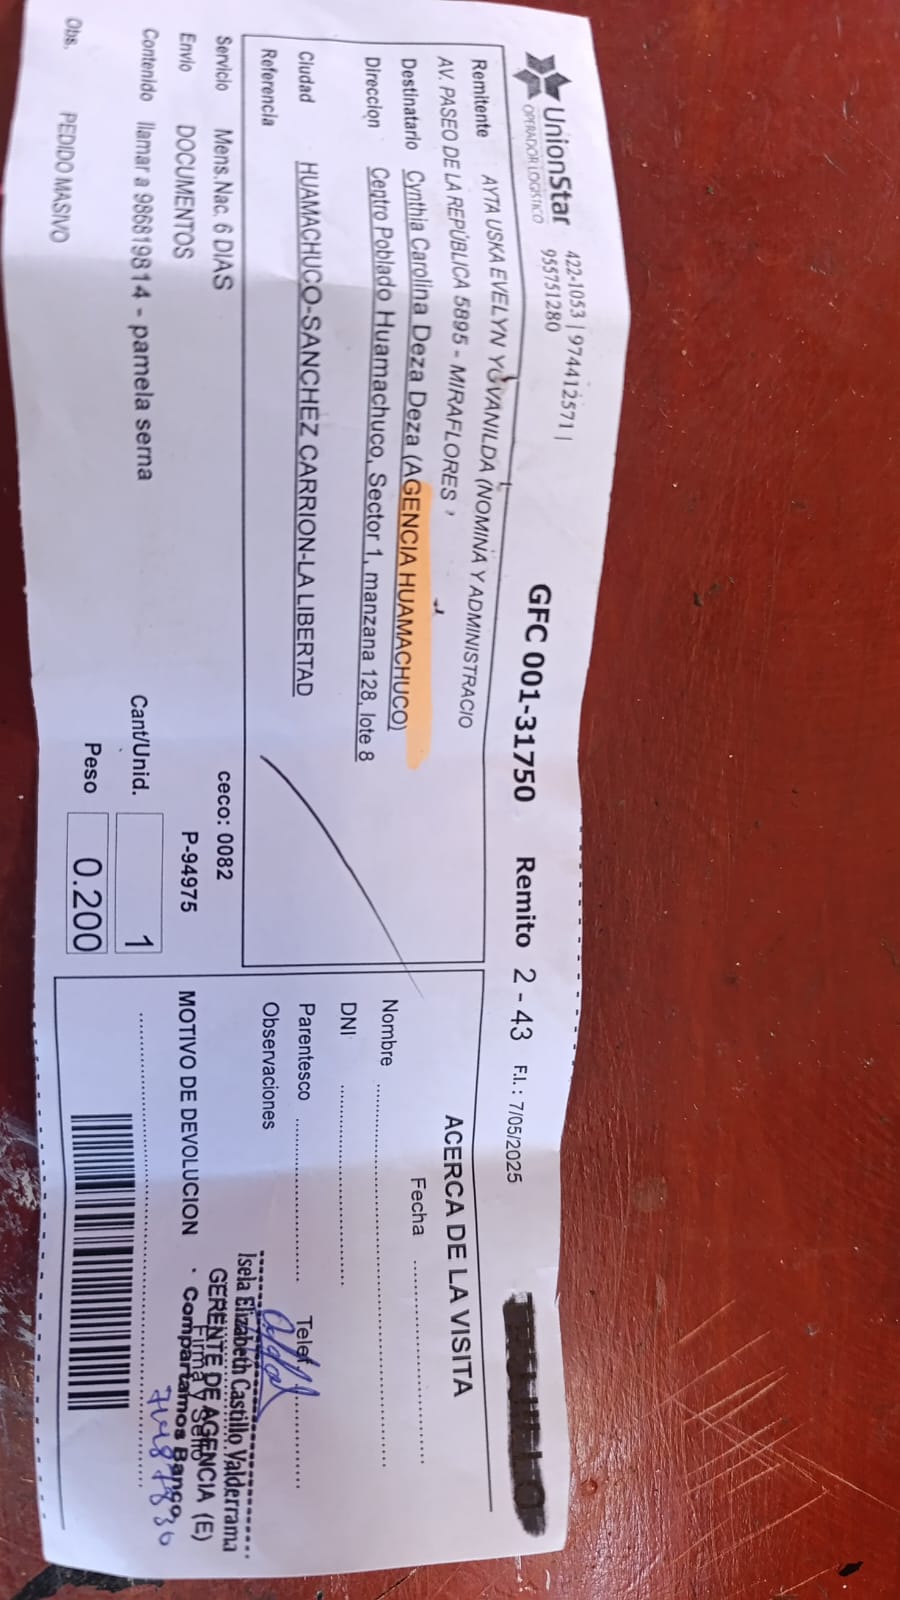 UnionStar
OPERADOR LOGÍSTICO
422-1053 | 974412571 |
955751280
GFC 001-31750 Remito 2 - 43 F.I.: 7/05/2025
Remitente AYTA USKA EVELYN YOVANILDA (NOMINA Y ADMINISTRACIO
AV. PASEO DE LA REPÚBLICA 5895 - MIRAFLORES
Destinatario Cynthia Carolina Deza Deza (AGENCIA HUAMACHUCO)
Direccion Centro Poblado Huamachuco, Sector 1, manzana 128, lote 8
Ciudad HUAMACHUCO-SANCHEZ CARRION-LA LIBERTAD
Referencia
Servicio Mens.Nac. 6 DIAS ceco: 0082
Envio DOCUMENTOS P-94975
Contenido llamar a 986819814 - pamela serna Cant/Unid. 1
Obs. PEDIDO MASIVO Peso 0.200
ACERCA DE LA VISITA
Fecha
Nombre
DNI
Parentesco Telef
Observaciones
Isela Elizabeth Castillo Valderrama
GERENTE DE AGENCIA (E)
Firma y Sello
Compartamos Banco
MOTIVO DE DEVOLUCION